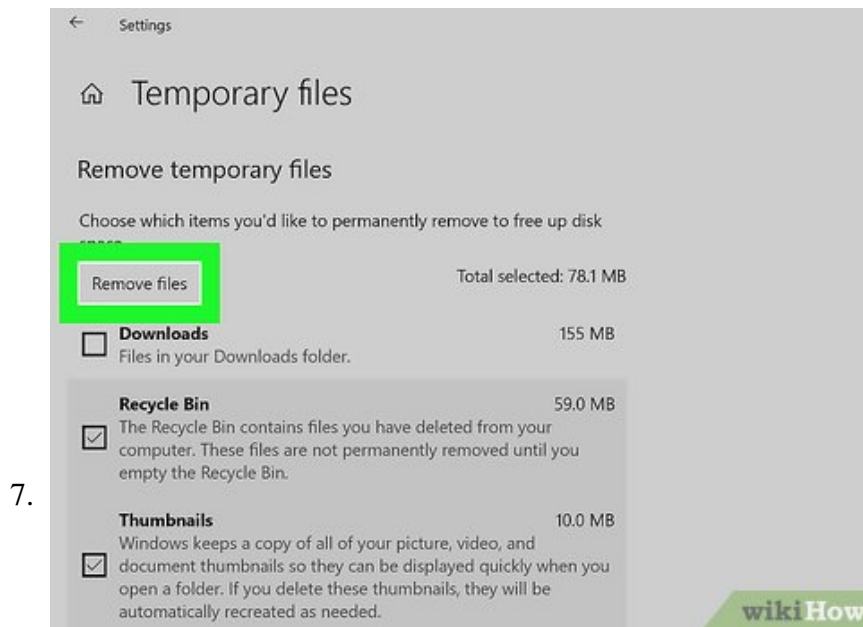 Settings
Temporary files
Remove temporary files
Choose which items you'd like to permanently remove to free up disk
Remove files
Total selected: 78.1 MB
Downloads
155 MB
Files in your Downloads folder.
Recycle Bin
59.0 MB
The Recycle Bin contains files you have deleted from your
computer. These files are not permanently removed until you
empty the Recycle Bin.
7.
Thumbnails
10.0 MB
Windows keeps a copy of all of your picture, video, and
document thumbnails so they can be displayed quickly when you
open a folder. If you delete these thumbnails, they will be
automatically recreated as needed.
wikiHow